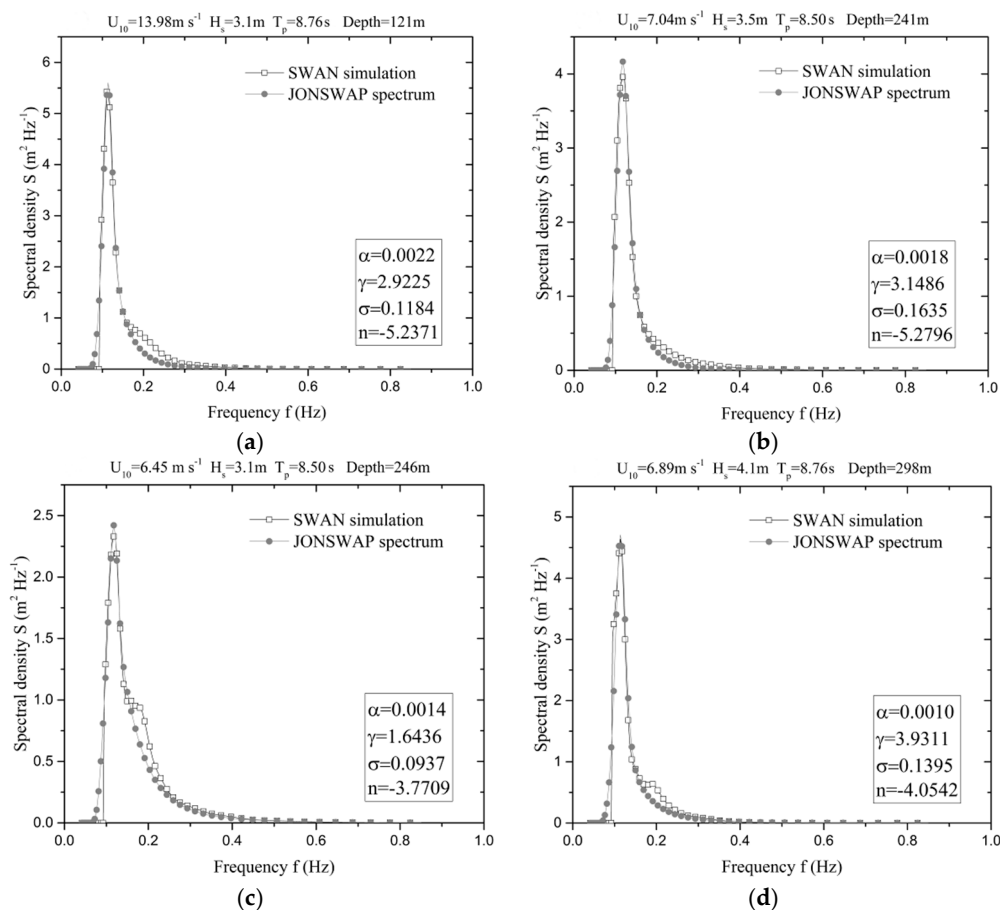 U10=13.98m s-1 Hs=3.1m Tp=8.76s Depth=121m
SWAN simulation
JONSWAP spectrum
Spectral density S (m2 Hz-1)
6
5
4
3
2
1
0
α=0.0022
γ=2.9225
σ=0.1184
n=-5.2371
0.0 0.2 0.4 0.6 0.8 1.0
Frequency f (Hz)
(a)
U10=7.04m s-1 Hs=3.5m Tp=8.50s Depth=241m
SWAN simulation
JONSWAP spectrum
Spectral density S (m2 Hz-1)
4
3
2
1
0
α=0.0018
γ=3.1486
σ=0.1635
n=-5.2796
0.0 0.2 0.4 0.6 0.8 1.0
Frequency f (Hz)
(b)
U10=6.45 m s-1 Hs=3.1m Tp=8.50s Depth=246m
SWAN simulation
JONSWAP spectrum
Spectral density S (m2 Hz-1)
2.5
2.0
1.5
1.0
0.5
0.0
α=0.0014
γ=1.6436
σ=0.0937
n=-3.7709
0.0 0.2 0.4 0.6 0.8 1.0
Frequency f (Hz)
(c)
U10=6.89m s-1 Hs=4.1m Tp=8.76s Depth=298m
SWAN simulation
JONSWAP spectrum
Spectral density S (m2 Hz-1)
5
4
3
2
1
0
α=0.0010
γ=3.9311
σ=0.1395
n=-4.0542
0.0 0.2 0.4 0.6 0.8 1.0
Frequency f (Hz)
(d)